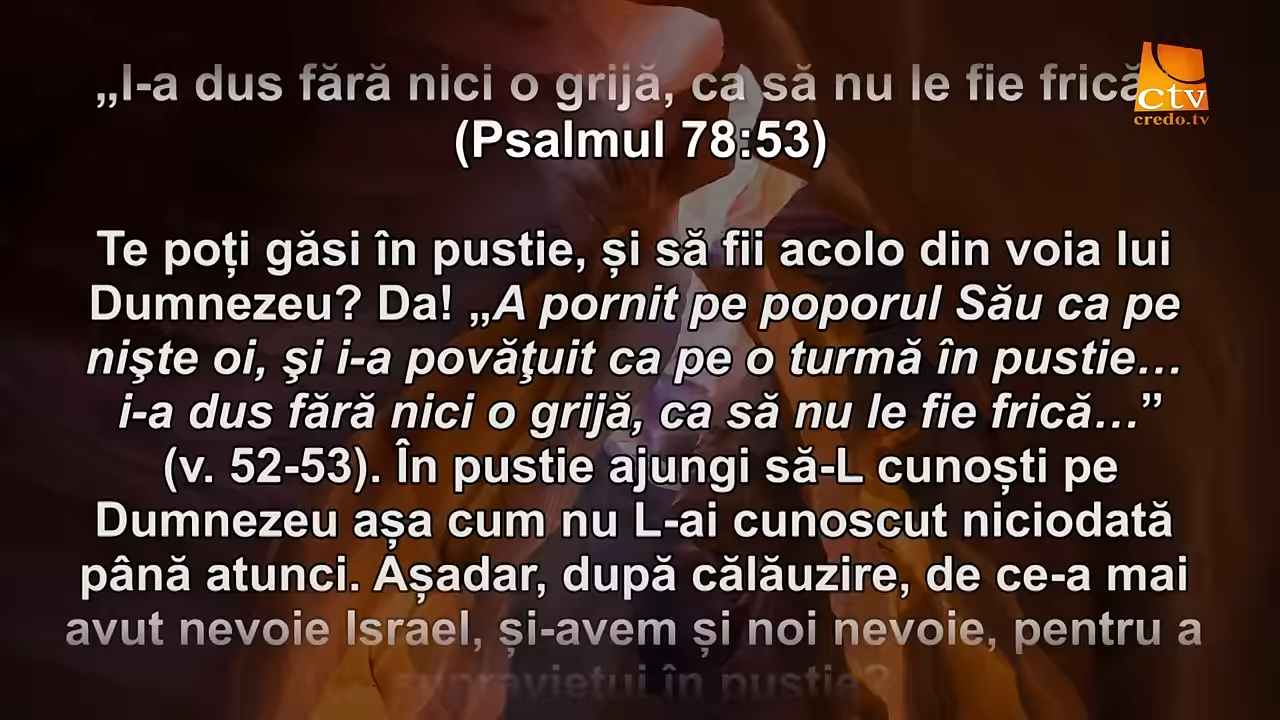 „I-a dus fără nici o grijă, ca să nu le fie frică
(Psalmul 78:53)
ctv
credo.tv
Te poți găsi în pustie, și să fii acolo din voia lui
Dumnezeu? Da! „A pornit pe poporul Său ca pe
nişte oi, şi i-a povăţuit ca pe o turmă în pustie…
i-a dus fără nici o grijă, ca să nu le fie frică…”
(v. 52-53). În pustie ajungi să-L cunoști pe
Dumnezeu așa cum nu L-ai cunoscut niciodată
până atunci. Așadar, după călăuzire, de ce-a mai
avut nevoie Israel, și-avem și noi nevoie, pentru a
supraviețui în pustie?